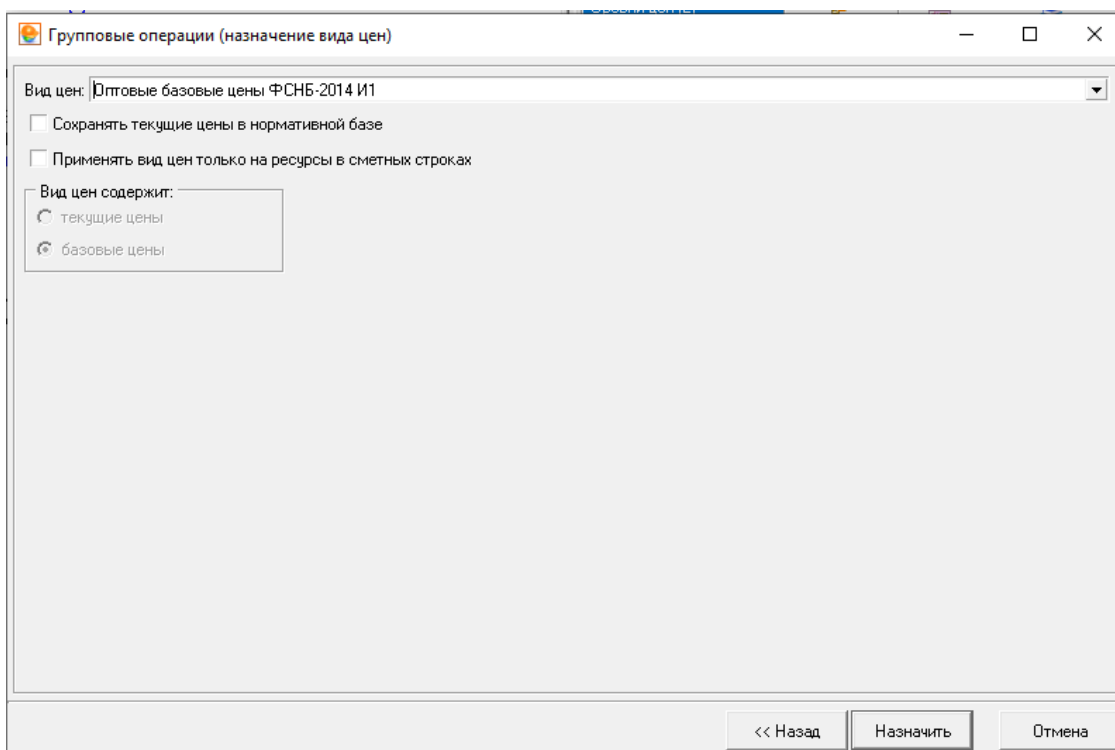 Групповые операции (назначение вида цен)
Вид цен: Оптовые базовые цены ФСНБ-2014 И1
Сохранять текущие цены в нормативной базе
Применять вид цен только на ресурсы в сметных строках
Вид цен содержит:
текущие цены
базовые цены
<< Назад Назначить Отмена